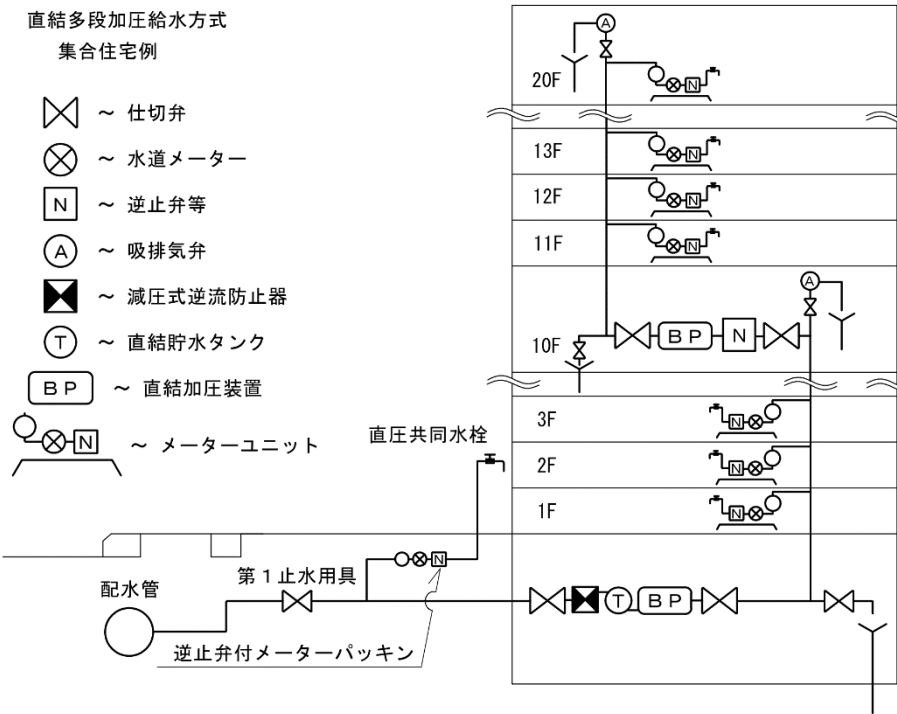 直結多段加圧給水方式
集合住宅例
～ 仕切弁
～ 水道メーター
N ～ 逆止弁等
A ～ 吸排気弁
～ 減圧式逆流防止器
T ～ 直結貯水タンク
BP ～ 直結加圧装置
N ～ メーターユニット
A
20F
N
13F
N
12F
N
11F
N
A
10F
BP
N
3F
N
2F
N
1F
N
直圧共同水栓
N
第１止水用具
配水管
T
BP
逆止弁付メーターパッキン